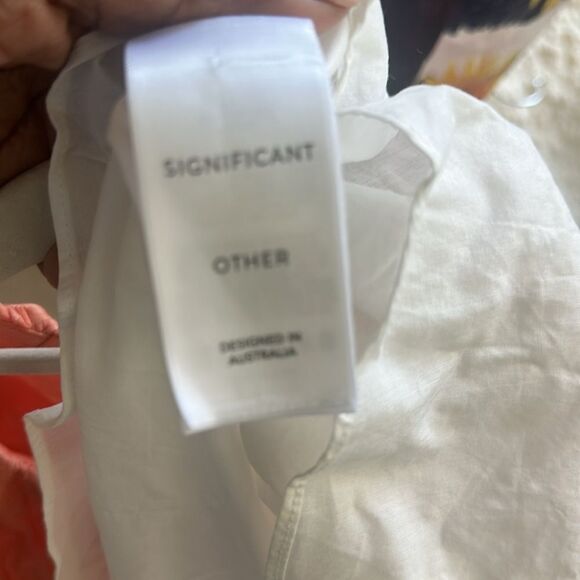 SIGNIFICANT
OTHER
DESIGNED IN
AUSTRALIA